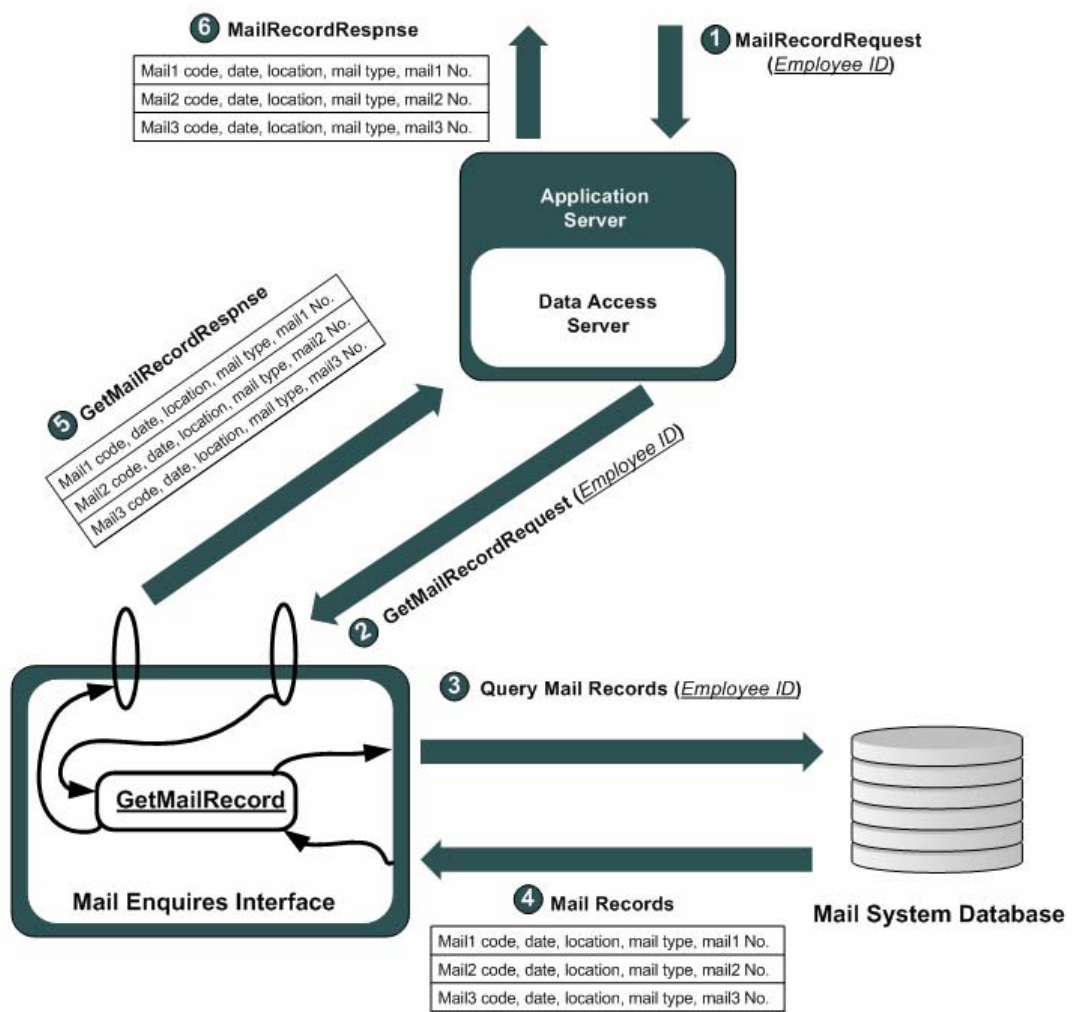 6 MailRecordRespnse
Mail1 code, date, location, mail type, mail1 No.
Mail2 code, date, location, mail type, mail2 No.
Mail3 code, date, location, mail type, mail3 No.
1 MailRecordRequest
(Employee ID)
Application
Server
Data Access
Server
5 GetMailRecordRespnse
Mail1 code, date, location, mail type, mail1 No.
Mail2 code, date, location, mail type, mail2 No.
Mail3 code, date, location, mail type, mail3 No.
2 GetMailRecordRequest (Employee ID)
3 Query Mail Records (Employee ID)
GetMailRecord
Mail Enquires Interface
4 Mail Records
Mail1 code, date, location, mail type, mail1 No.
Mail2 code, date, location, mail type, mail2 No.
Mail3 code, date, location, mail type, mail3 No.
Mail System Database